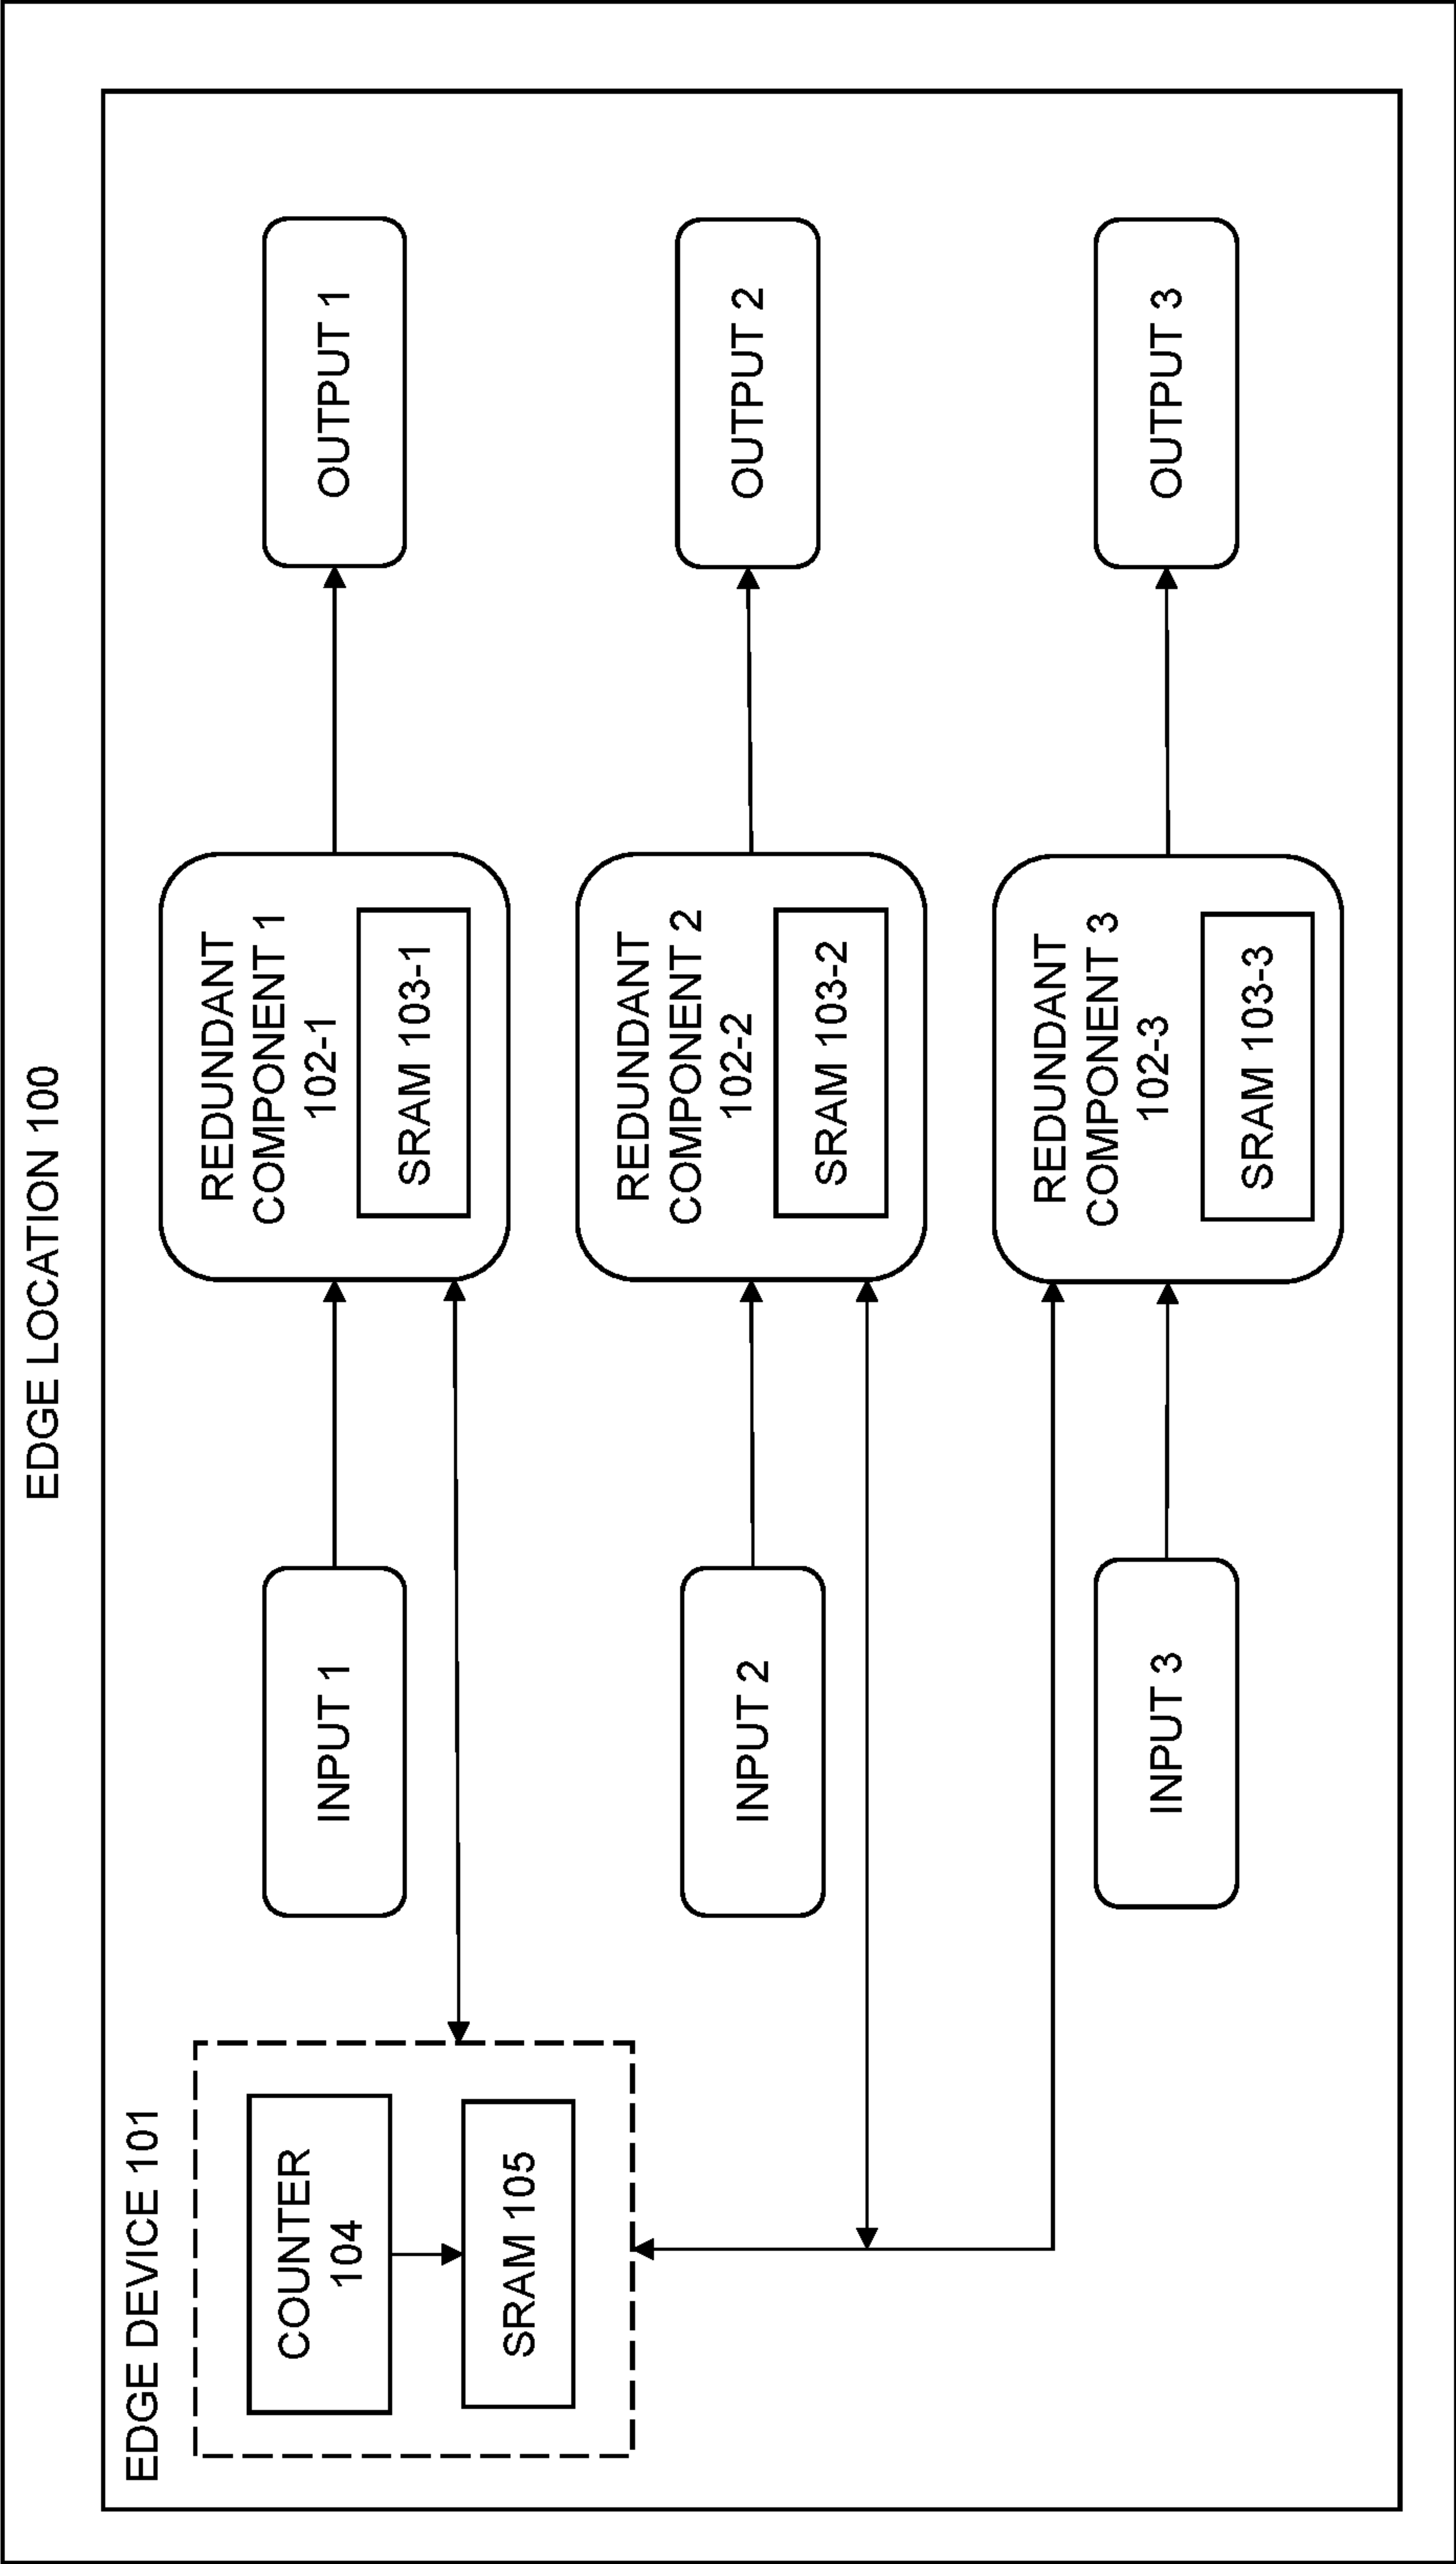 EDGE LOCATION 100
EDGE DEVICE 101
COUNTER
104
SRAM 105
INPUT 1
REDUNDANT
COMPONENT 1
102-1
SRAM 103-1
OUTPUT 1
INPUT 2
REDUNDANT
COMPONENT 2
102-2
SRAM 103-2
OUTPUT 2
INPUT 3
REDUNDANT
COMPONENT 3
102-3
SRAM 103-3
OUTPUT 3